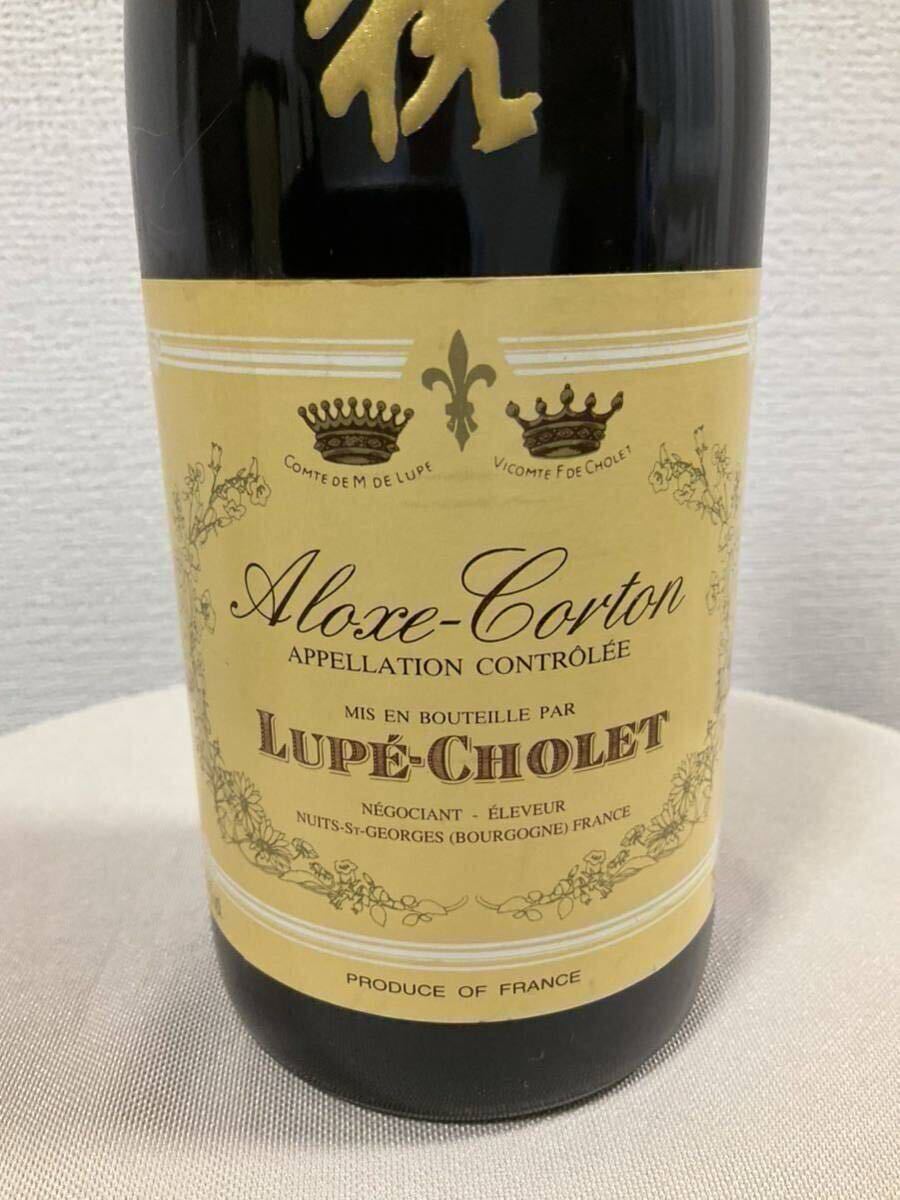 祝
COMTE DE M DE LUPE
VICOMTE F DE CHOLET
Aloxe-Corton
APPELLATION CONTRÔLÉE
MIS EN BOUTEILLE PAR
LUPÉ-CHOLET
NÉGOCIANT - ÉLEVEUR
NUITS-ST-GEORGES (BOURGOGNE) FRANCE
PRODUCE OF FRANCE